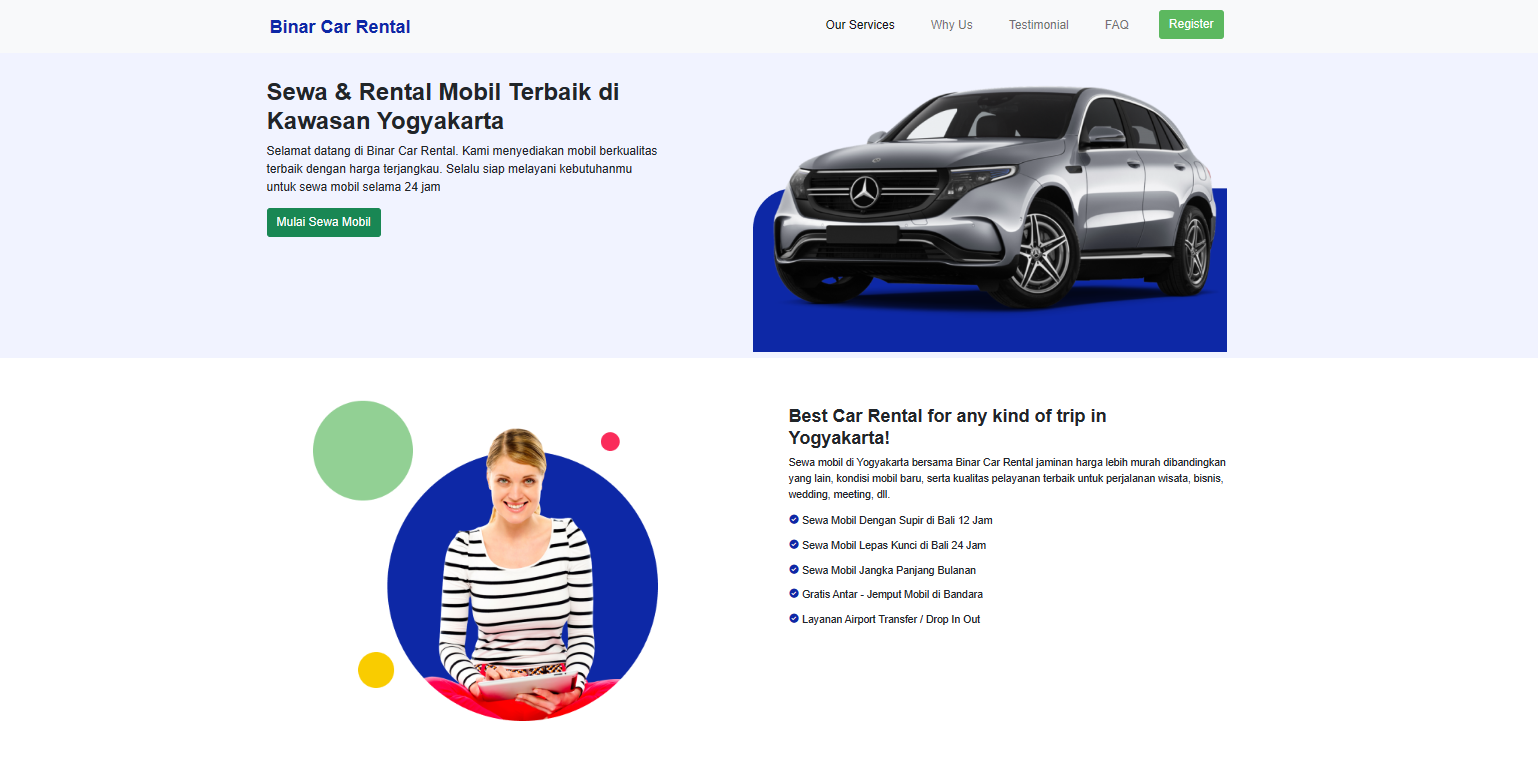 Binar Car Rental
Our Services
Why Us
Testimonial
FAQ
Register
Sewa & Rental Mobil Terbaik di
Kawasan Yogyakarta
Selamat datang di Binar Car Rental. Kami menyediakan mobil berkualitas
terbaik dengan harga terjangkau. Selalu siap melayani kebutuhanmu
untuk sewa mobil selama 24 jam
Mulai Sewa Mobil
Best Car Rental for any kind of trip in
Yogyakarta!
Sewa mobil di Yogyakarta bersama Binar Car Rental jaminan harga lebih murah dibandingkan
yang lain, kondisi mobil baru, serta kualitas pelayanan terbaik untuk perjalanan wisata, bisnis,
wedding, meeting, dll.
Sewa Mobil Dengan Supir di Bali 12 Jam
Sewa Mobil Lepas Kunci di Bali 24 Jam
Sewa Mobil Jangka Panjang Bulanan
Gratis Antar - Jemput Mobil di Bandara
Layanan Airport Transfer / Drop In Out